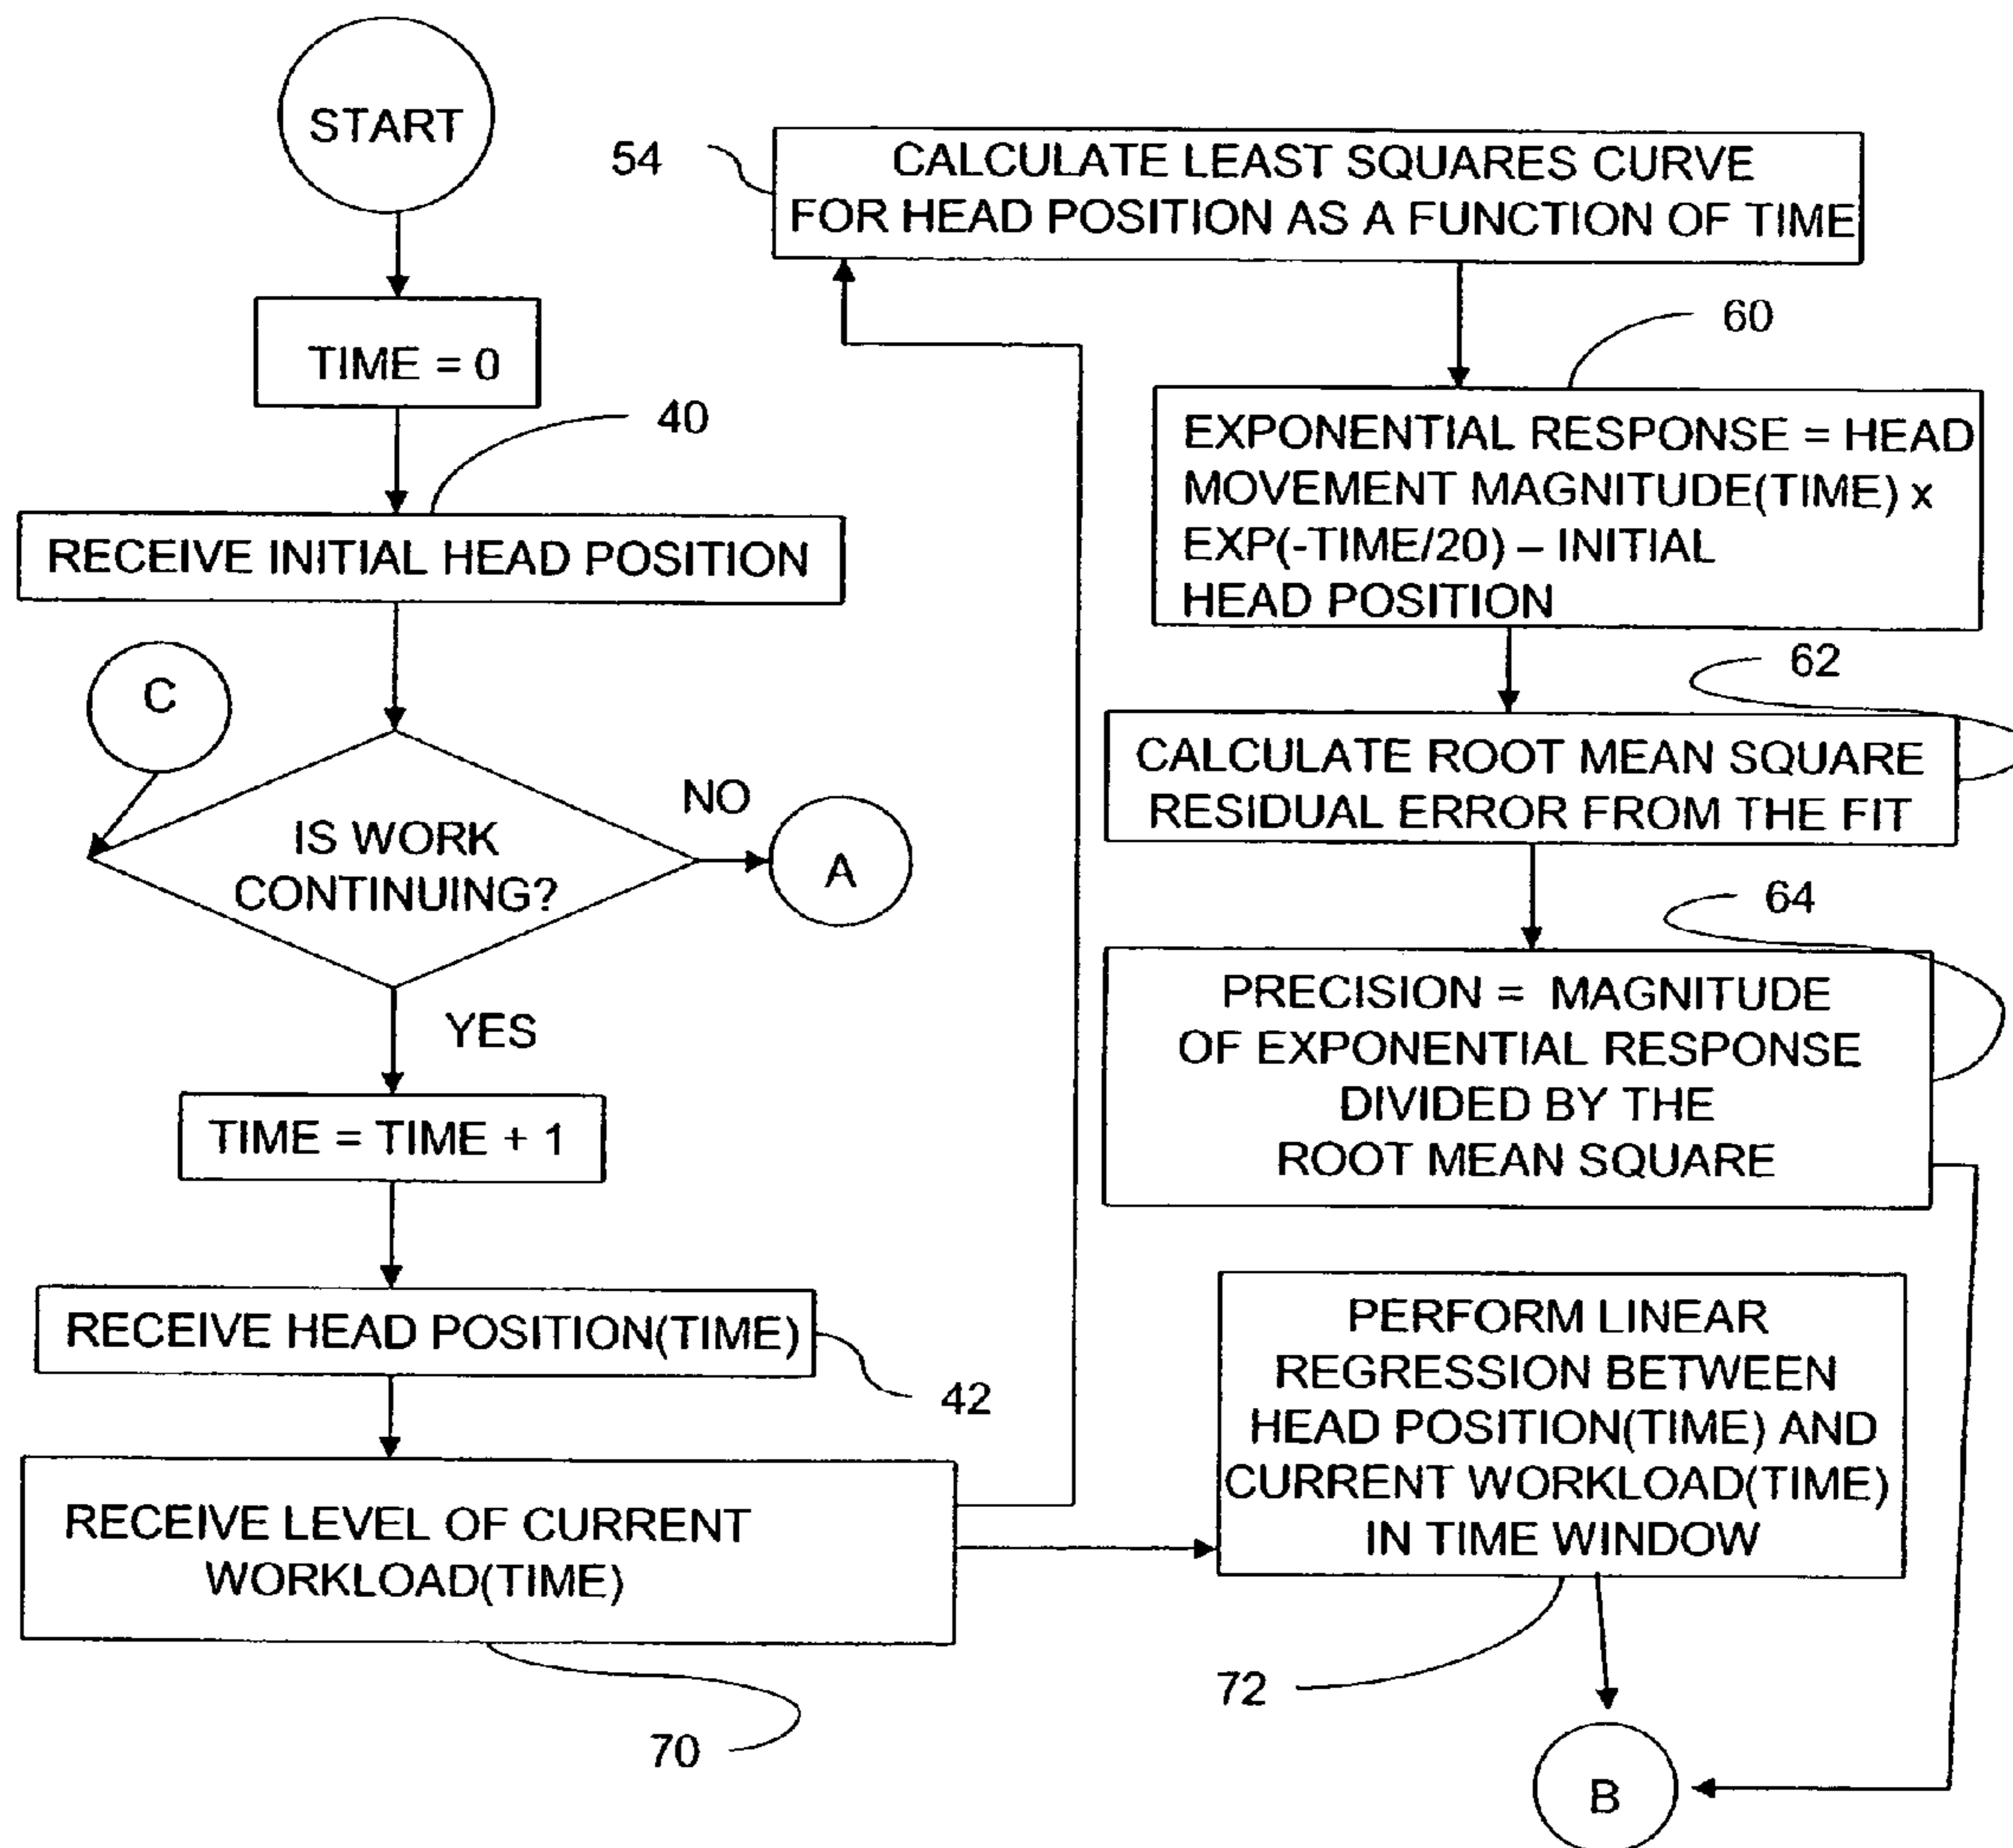 START
TIME = 0
40
RECEIVE INITIAL HEAD POSITION
C
IS WORK
CONTINUING?
NO
A
YES
TIME = TIME + 1
RECEIVE HEAD POSITION(TIME)
42
RECEIVE LEVEL OF CURRENT
WORKLOAD(TIME)
70
54
CALCULATE LEAST SQUARES CURVE
FOR HEAD POSITION AS A FUNCTION OF TIME
60
EXPONENTIAL RESPONSE = HEAD
MOVEMENT MAGNITUDE(TIME) x
EXP(-TIME/20) – INITIAL
HEAD POSITION
62
CALCULATE ROOT MEAN SQUARE
RESIDUAL ERROR FROM THE FIT
64
PRECISION = MAGNITUDE
OF EXPONENTIAL RESPONSE
DIVIDED BY THE
ROOT MEAN SQUARE
PERFORM LINEAR
REGRESSION BETWEEN
HEAD POSITION(TIME) AND
CURRENT WORKLOAD(TIME)
IN TIME WINDOW
72
B